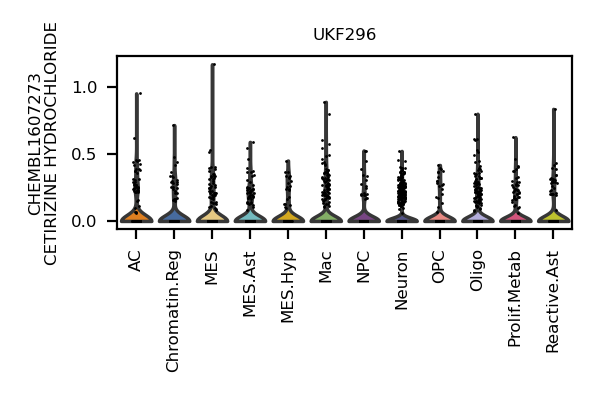 UKF296
CHEMBL1607273
CETIRIZINE HYDROCHLORIDE
1.0
0.5
0.0
AC
Chromatin.Reg
MES
MES.Ast
MES.Hyp
Mac
NPC
Neuron
OPC
Oligo
Prolif.Metab
Reactive.Ast